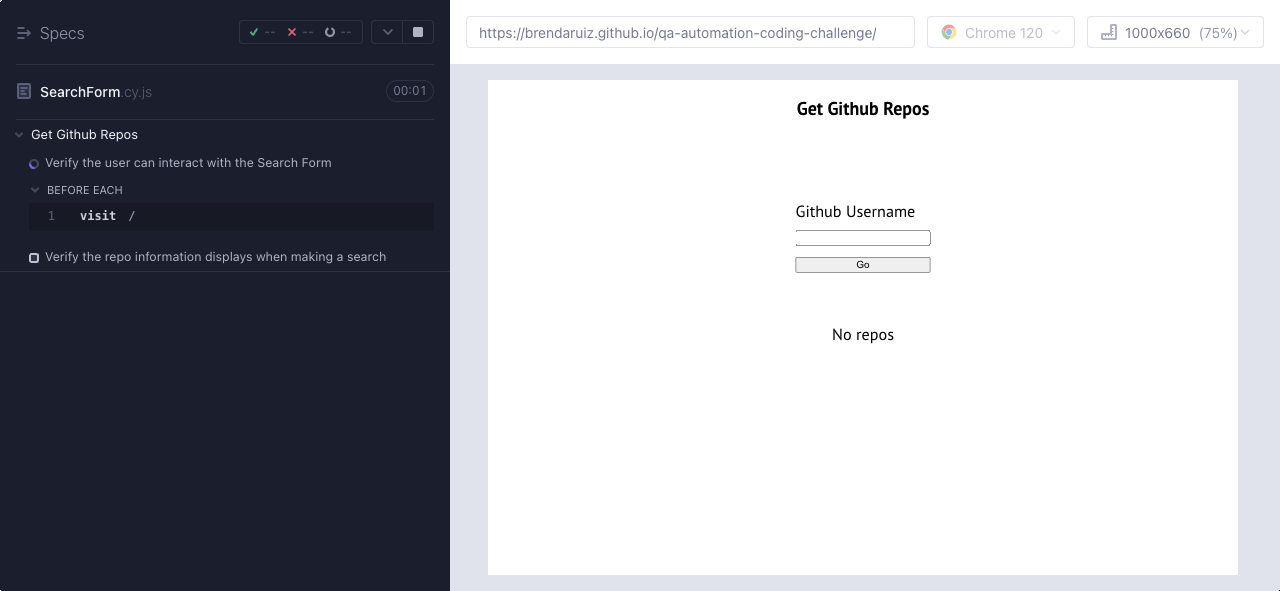 Specs
-- -- --
SearchForm.cy.js 00:01
Get Github Repos
Verify the user can interact with the Search Form
BEFORE EACH
1 visit /
Verify the repo information displays when making a search
https://brendaruiz.github.io/qa-automation-coding-challenge/ Chrome 120 1000x660 (75%)
Get Github Repos
Github Username
Go
No repos